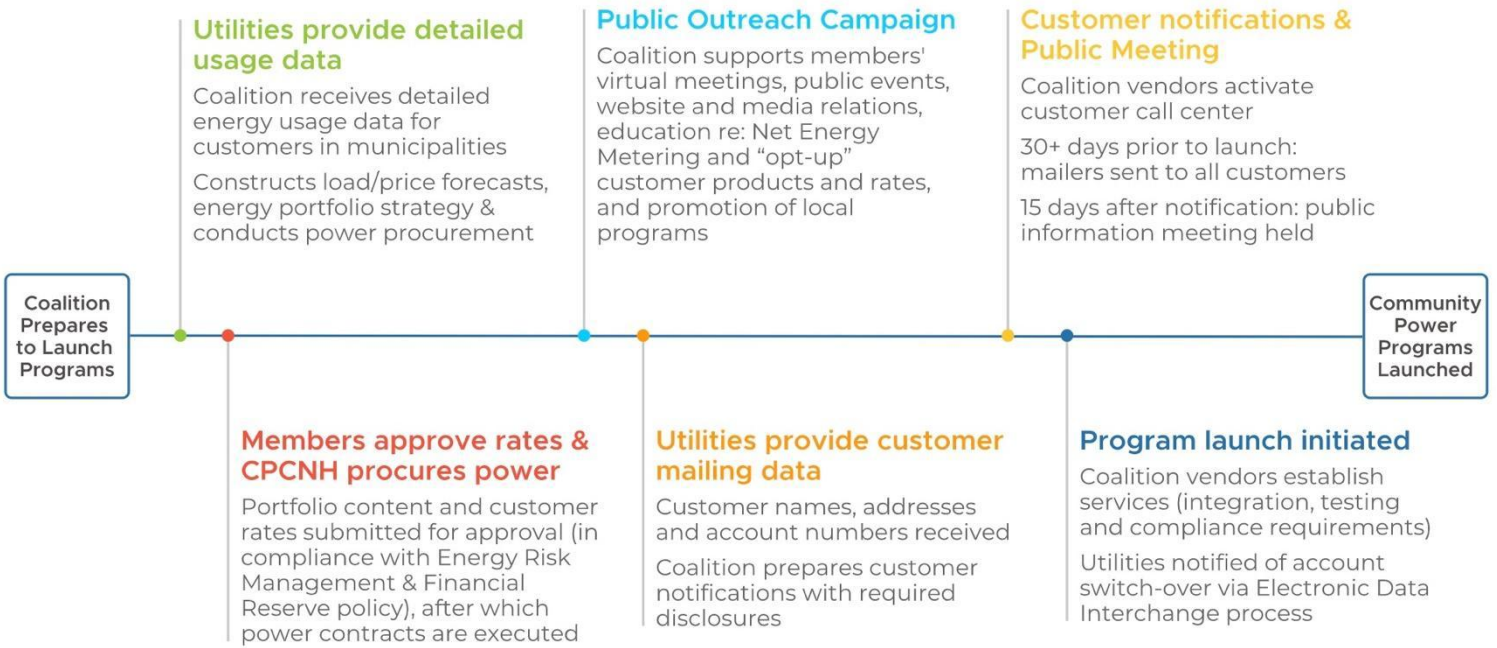 Coalition
Prepares
to Launch
Programs
Utilities provide detailed
usage data
Coalition receives detailed
energy usage data for
customers in municipalities
Constructs load/price forecasts,
energy portfolio strategy &
conducts power procurement
Members approve rates &
CPCNH procures power
Portfolio content and customer
rates submitted for approval (in
compliance with Energy Risk
Management & Financial
Reserve policy), after which
power contracts are executed
Public Outreach Campaign
Coalition supports members'
virtual meetings, public events,
website and media relations,
education re: Net Energy
Metering and “opt-up”
customer products and rates,
and promotion of local
programs
Utilities provide customer
mailing data
Customer names, addresses
and account numbers received
Coalition prepares customer
notifications with required
disclosures
Customer notifications &
Public Meeting
Coalition vendors activate
customer call center
30+ days prior to launch:
mailers sent to all customers
15 days after notification: public
information meeting held
Program launch initiated
Coalition vendors establish
services (integration, testing
and compliance requirements)
Utilities notified of account
switch-over via Electronic Data
Interchange process
Community
Power
Programs
Launched